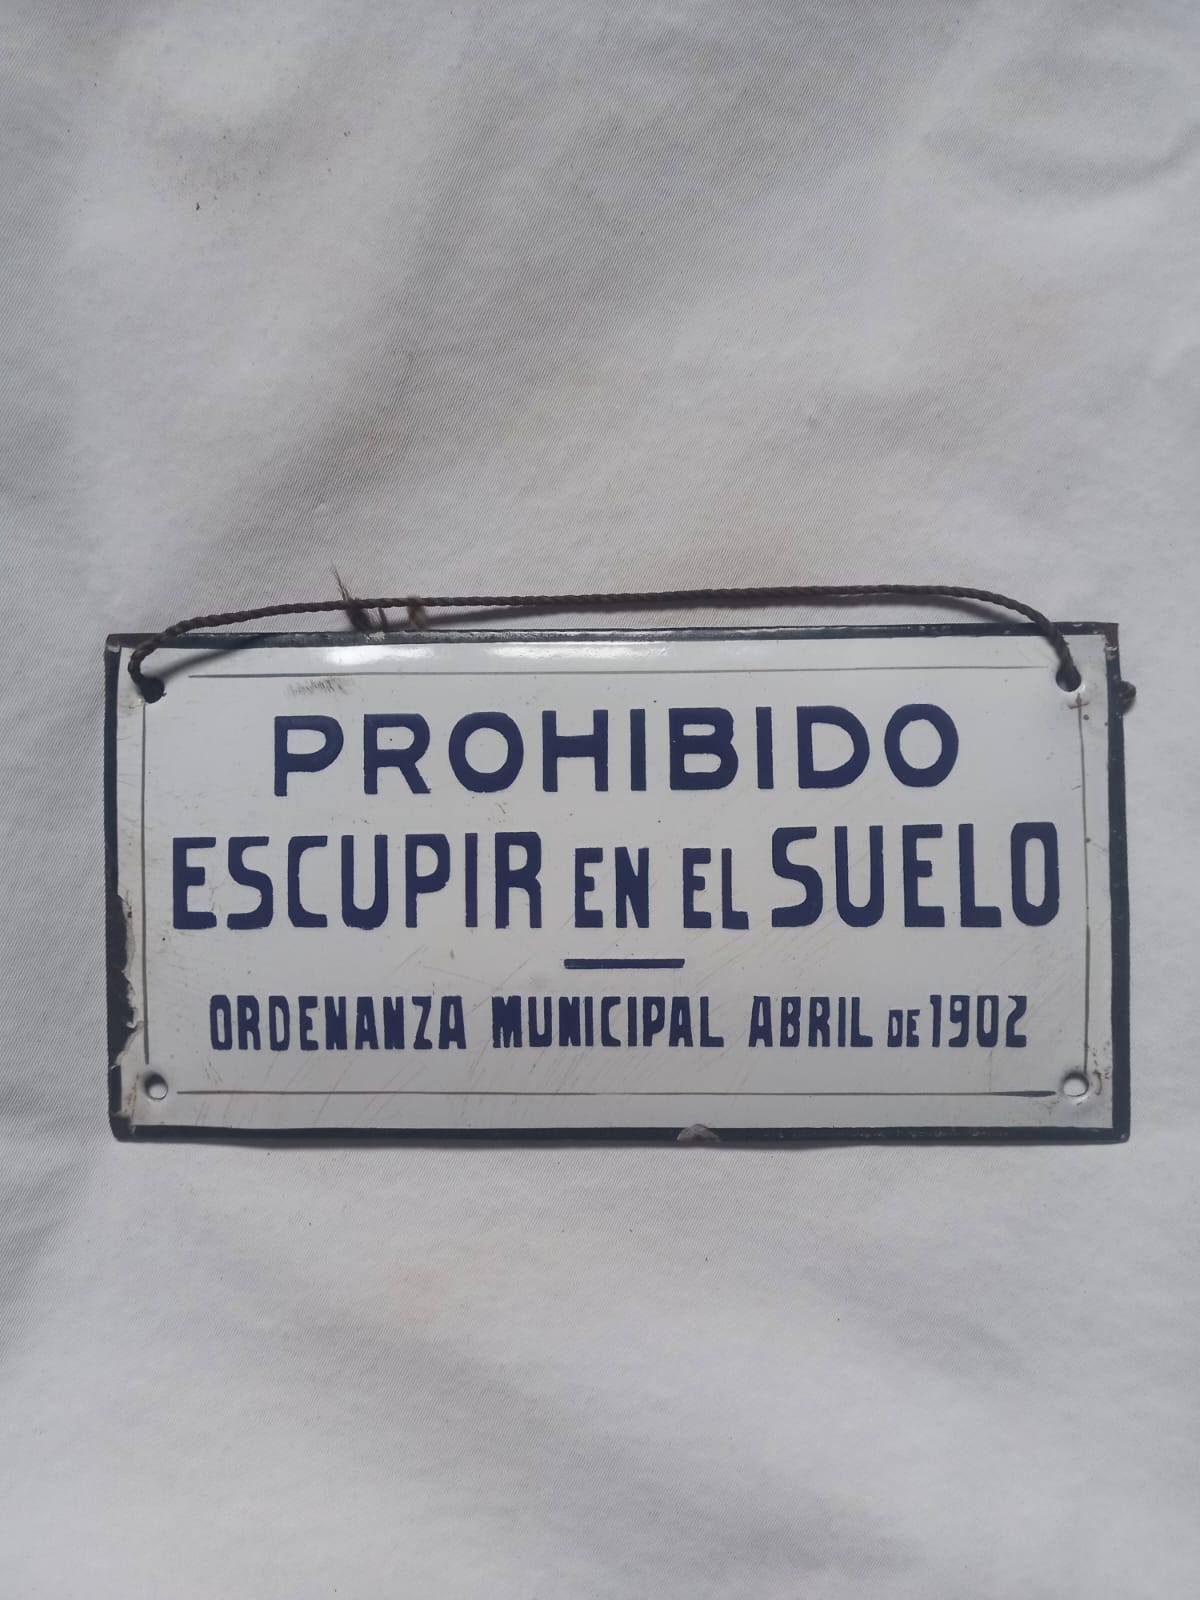 PROHIBIDO
ESCUPIR EN EL SUELO
ORDENANZA MUNICIPAL ABRIL DE 1902